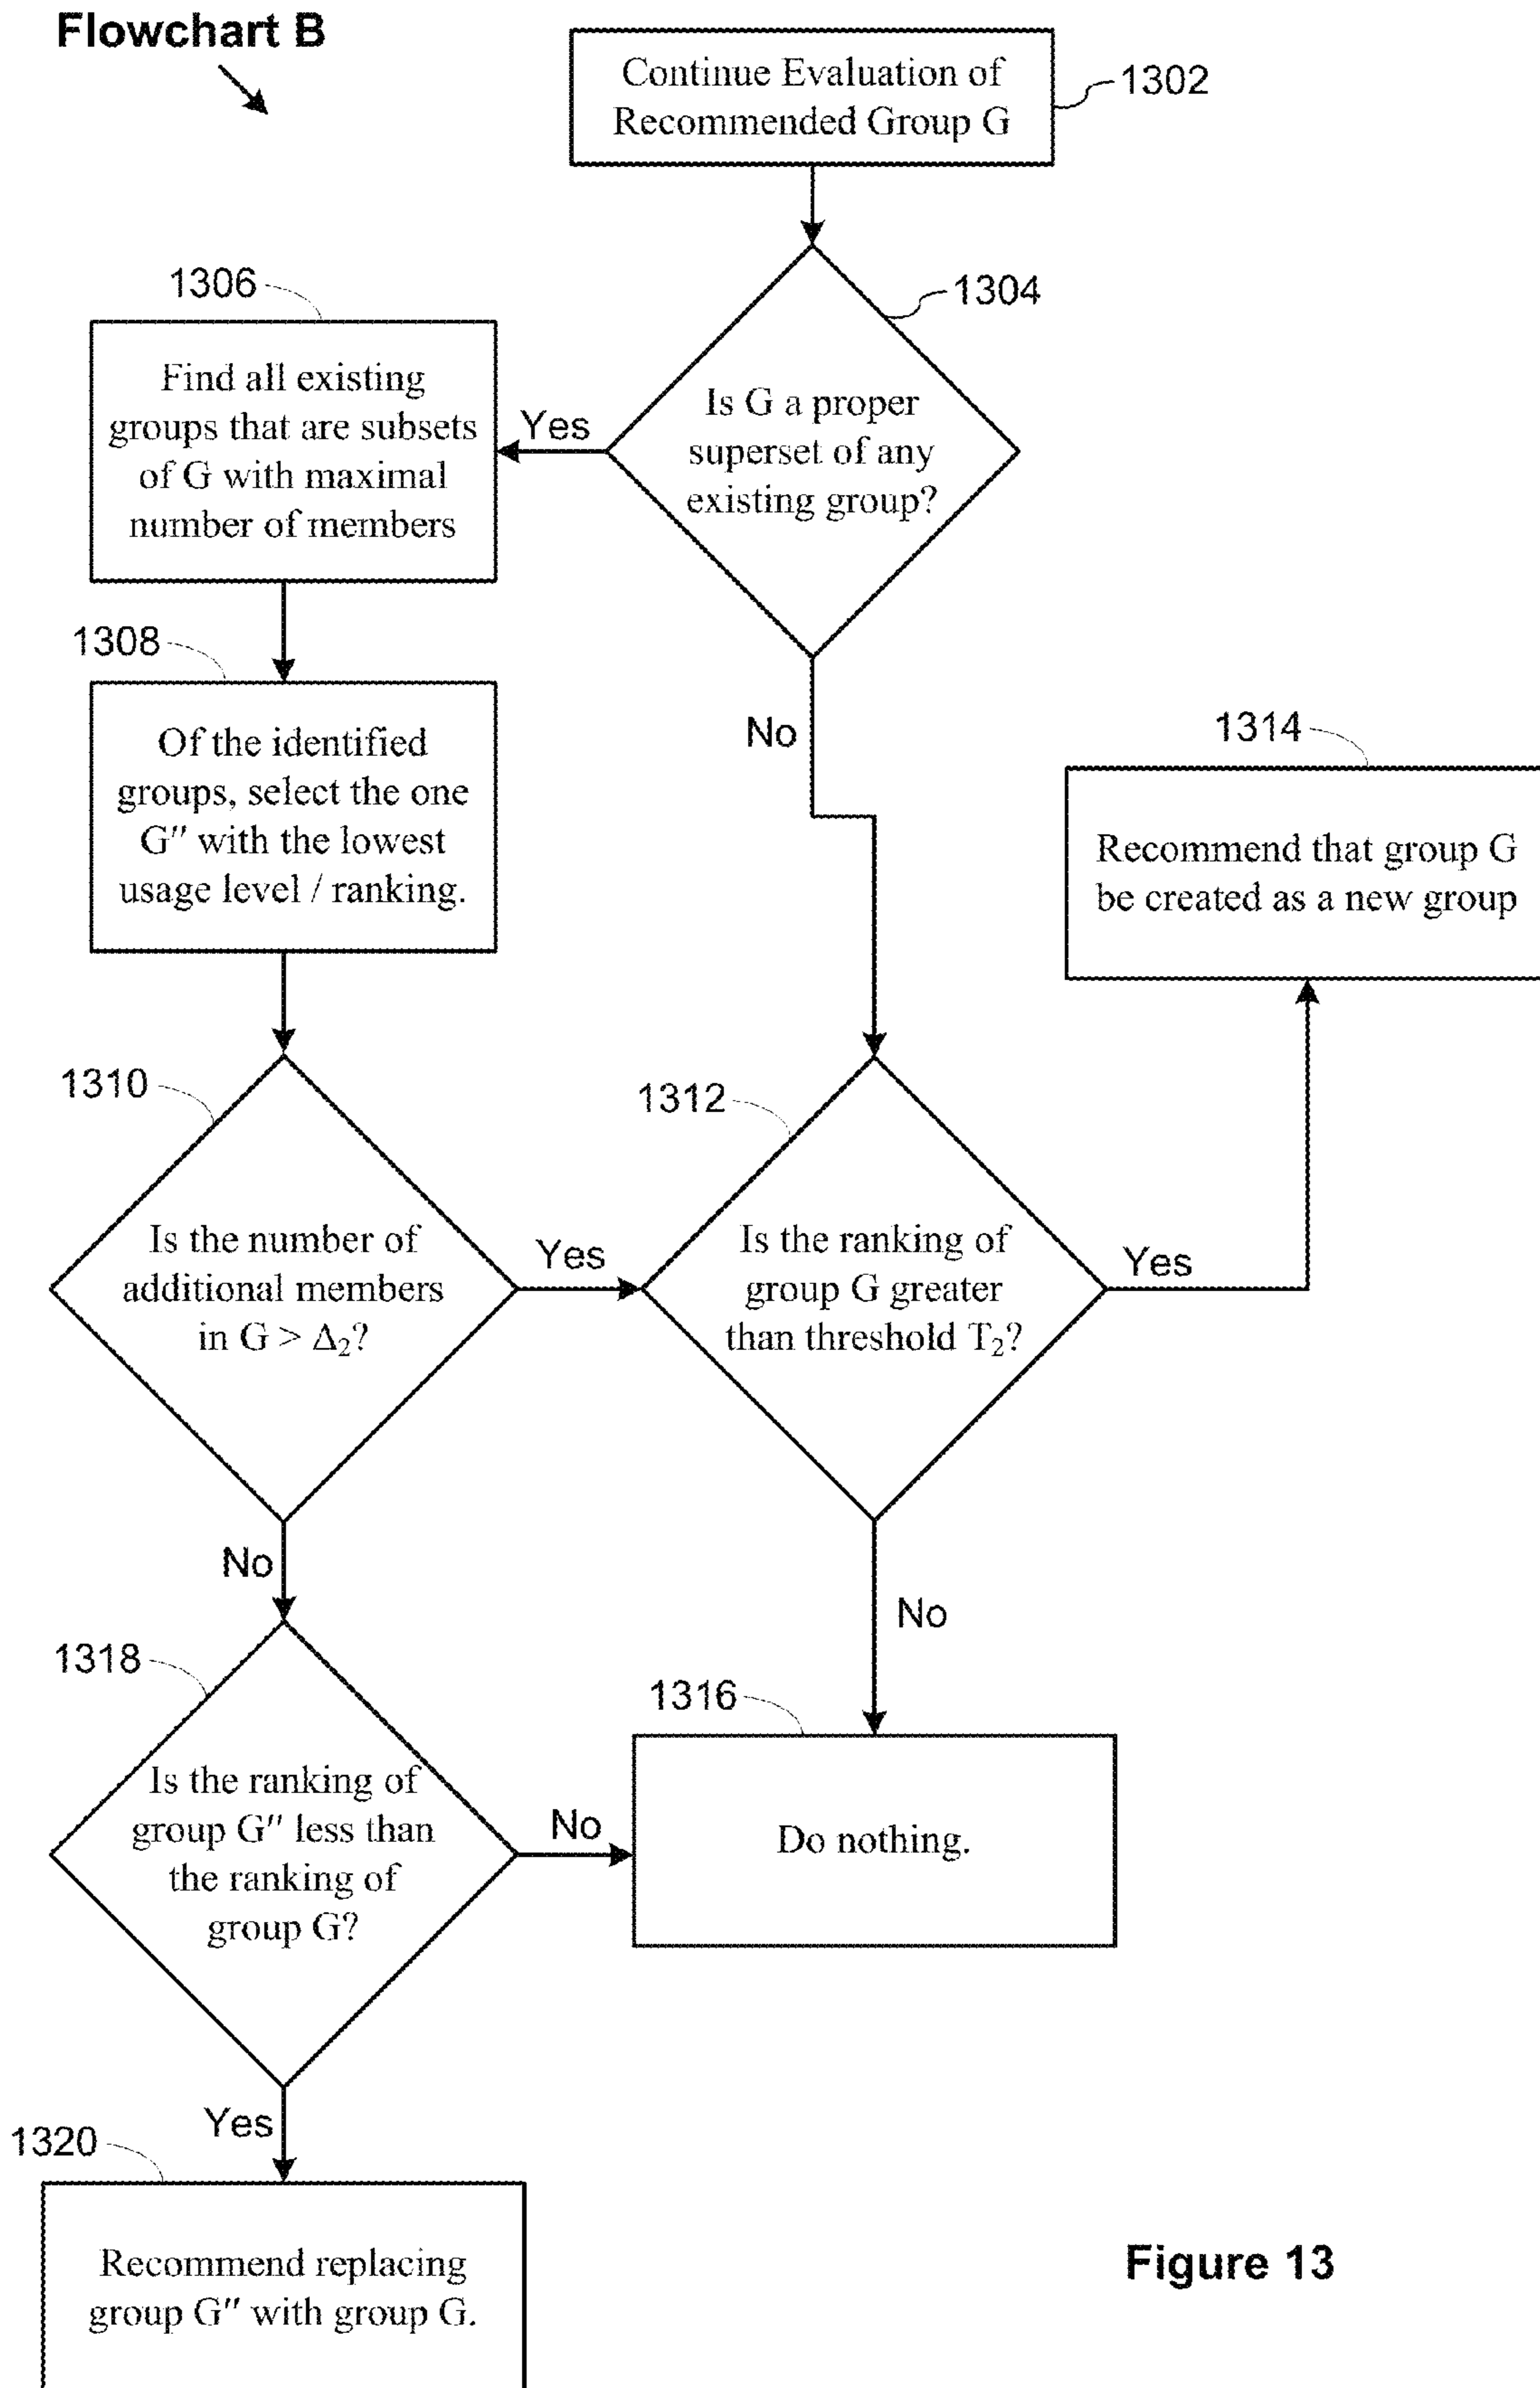 Flowchart B
Continue Evaluation of
Recommended Group G
1302
1304
Is G a proper
superset of any
existing group?
Yes
1306
Find all existing
groups that are subsets
of G with maximal
number of members
1308
Of the identified
groups, select the one
G″ with the lowest
usage level / ranking.
No
1314
Recommend that group G
be created as a new group
1310
Is the number of
additional members
in G > Δ₂?
Yes
1312
Is the ranking of
group G greater
than threshold T₂?
Yes
No
No
1318
Is the ranking of
group G″ less than
the ranking of
group G?
No
1316
Do nothing.
Yes
1320
Recommend replacing
group G″ with group G.
Figure 13